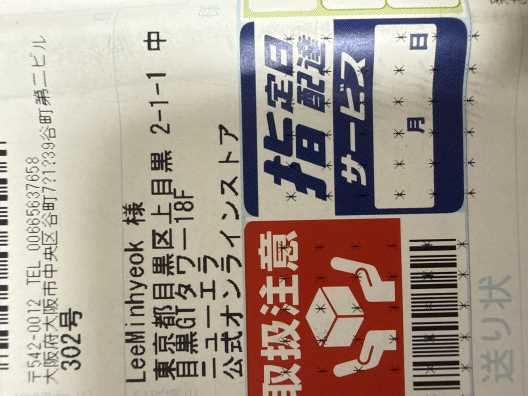 〒542-0012 TEL 00665637658
大阪府大阪市中央区谷町7?1?39谷町第二ビル
302号
LeeMinhyeok 様
東京都目黒区上目黒 2-1-1 中
目黒GTタワー18F
ニューエラ
公式オンラインストア
指定日
配達
サービス
月 日
取扱注意
送り状